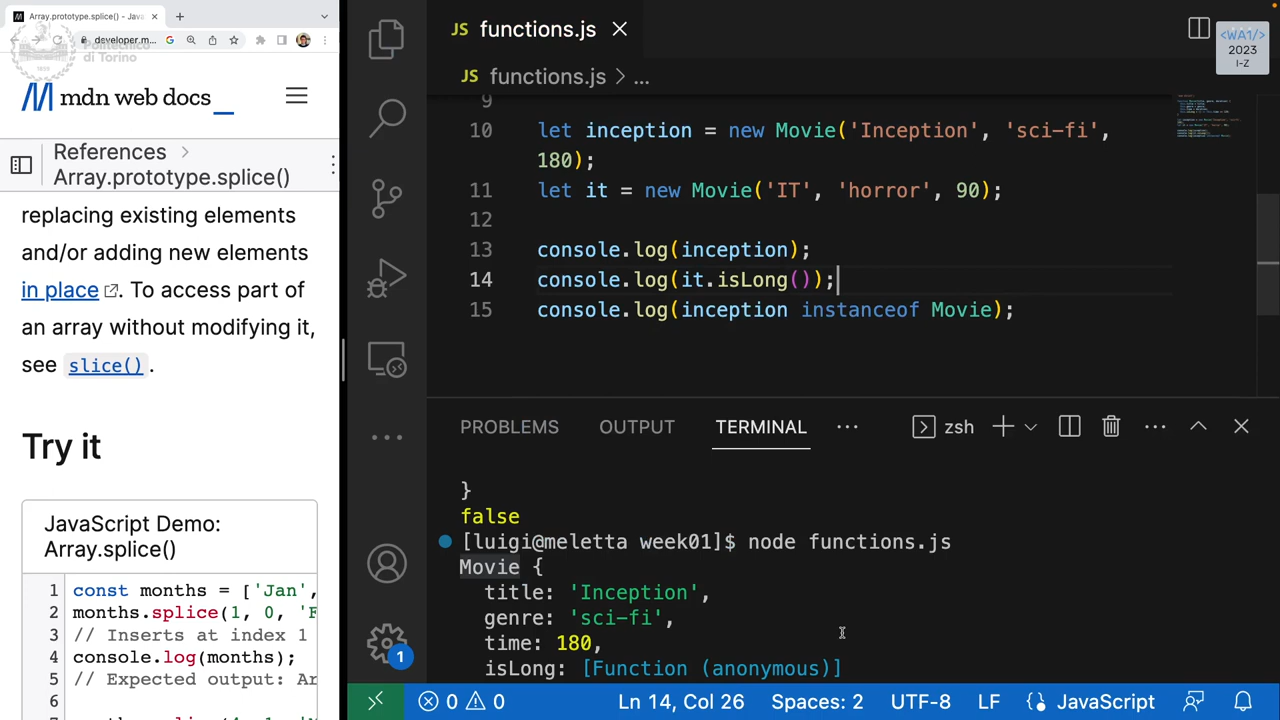 Array.prototype.splice() - Java
developer.m
Politecnico
di Torino
mdn web docs
References >
Array.prototype.splice()
replacing existing elements
and/or adding new elements
in place. To access part of
an array without modifying it,
see slice().
Try it
JavaScript Demo:
Array.splice()
1 const months = ['Jan',
2 months.splice(1, 0, 'F
3 // Inserts at index 1
4 console.log(months);
5 // Expected output: Ar
6
JS functions.js
<WA1/>
2023
I-Z
JS functions.js > ...
9
10 let inception = new Movie('Inception', 'sci-fi',
180);
11 let it = new Movie('IT', 'horror', 90);
12
13 console.log(inception);
14 console.log(it.isLong());
15 console.log(inception instanceof Movie);
PROBLEMS OUTPUT TERMINAL ... zsh
}
false
[luigi@meletta week01]$ node functions.js
Movie {
title: 'Inception',
genre: 'sci-fi',
time: 180,
isLong: [Function (anonymous)]
1
0 0 Ln 14, Col 26 Spaces: 2 UTF-8 LF JavaScript